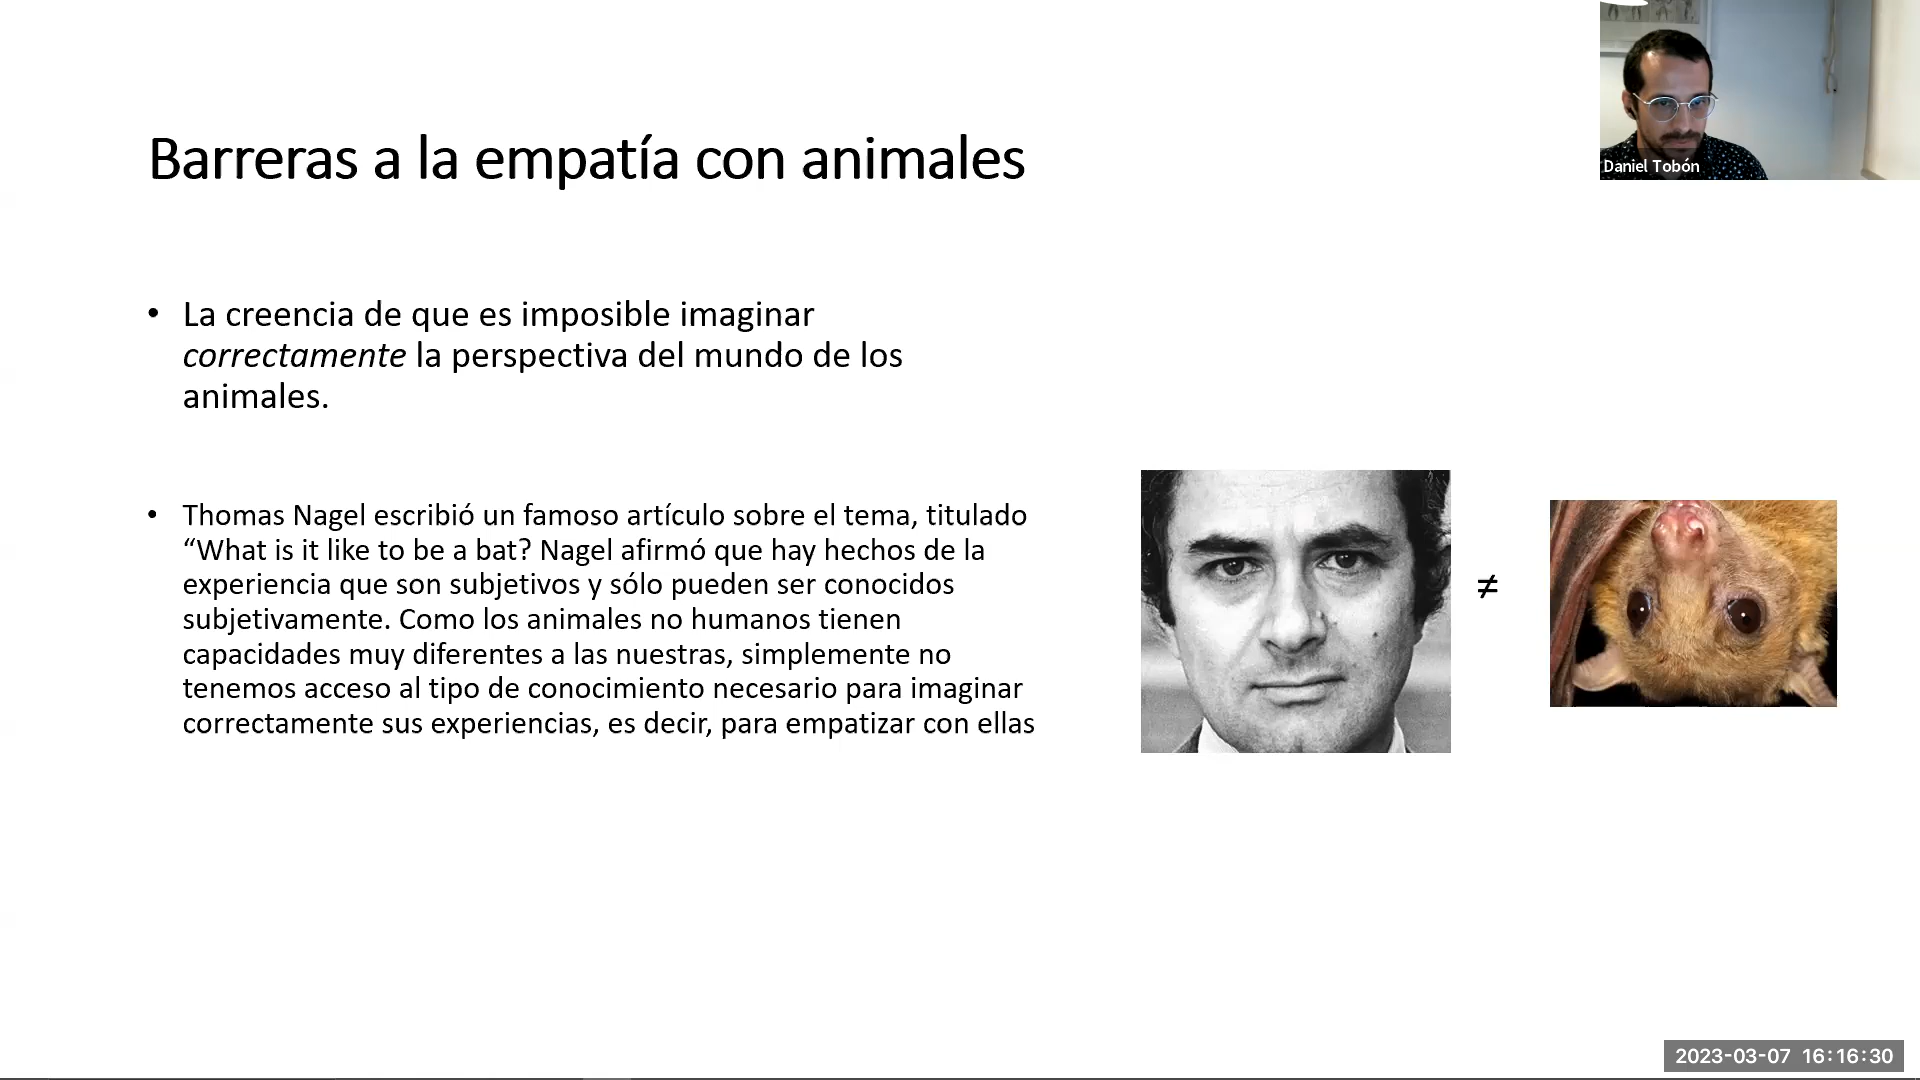 Daniel Tobón
Barreras a la empatía con animales
• La creencia de que es imposible imaginar
correctamente la perspectiva del mundo de los
animales.
• Thomas Nagel escribió un famoso artículo sobre el tema, titulado
“What is it like to be a bat? Nagel afirmó que hay hechos de la
experiencia que son subjetivos y sólo pueden ser conocidos
subjetivamente. Como los animales no humanos tienen
capacidades muy diferentes a las nuestras, simplemente no
tenemos acceso al tipo de conocimiento necesario para imaginar
correctamente sus experiencias, es decir, para empatizar con ellas
≠
2023-03-07 16:16:30